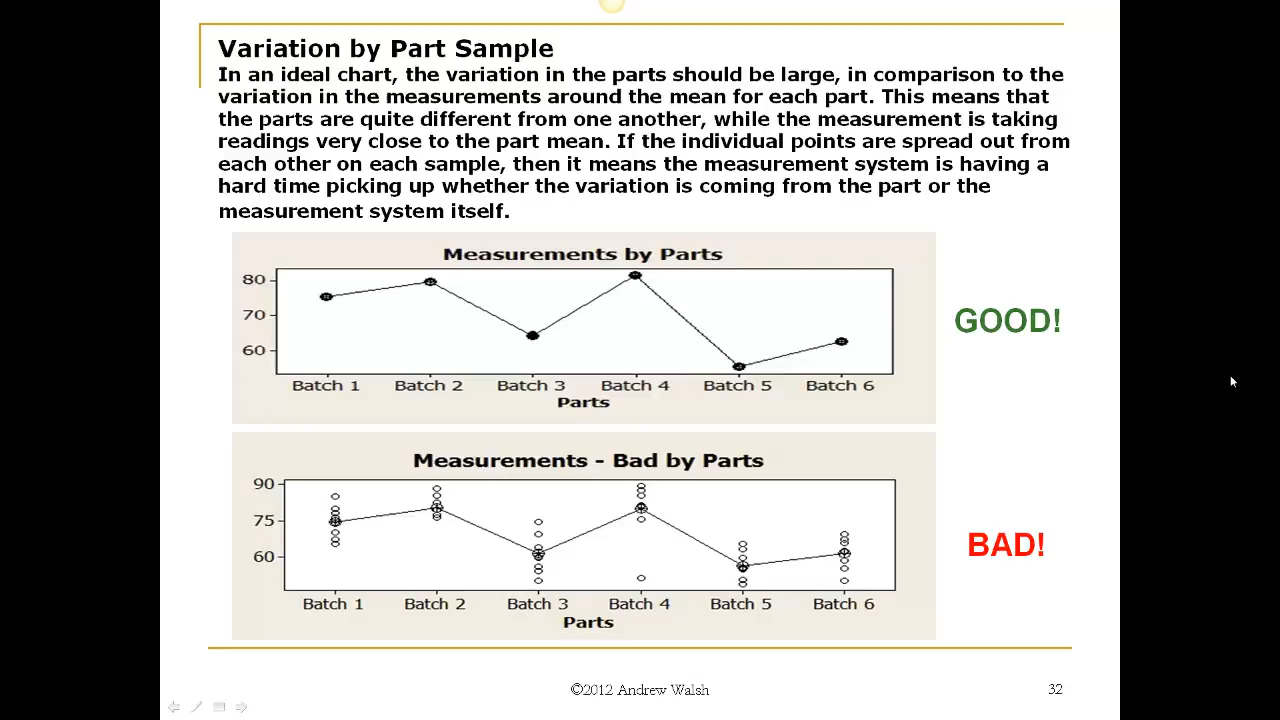 Variation by Part Sample
In an ideal chart, the variation in the parts should be large, in comparison to the
variation in the measurements around the mean for each part. This means that
the parts are quite different from one another, while the measurement is taking
readings very close to the part mean. If the individual points are spread out from
each other on each sample, then it means the measurement system is having a
hard time picking up whether the variation is coming from the part or the
measurement system itself.
Measurements by Parts
80
70
60
Batch 1 Batch 2 Batch 3 Batch 4 Batch 5 Batch 6
Parts
GOOD!
Measurements - Bad by Parts
90
75
60
Batch 1 Batch 2 Batch 3 Batch 4 Batch 5 Batch 6
Parts
BAD!
©2012 Andrew Walsh
32